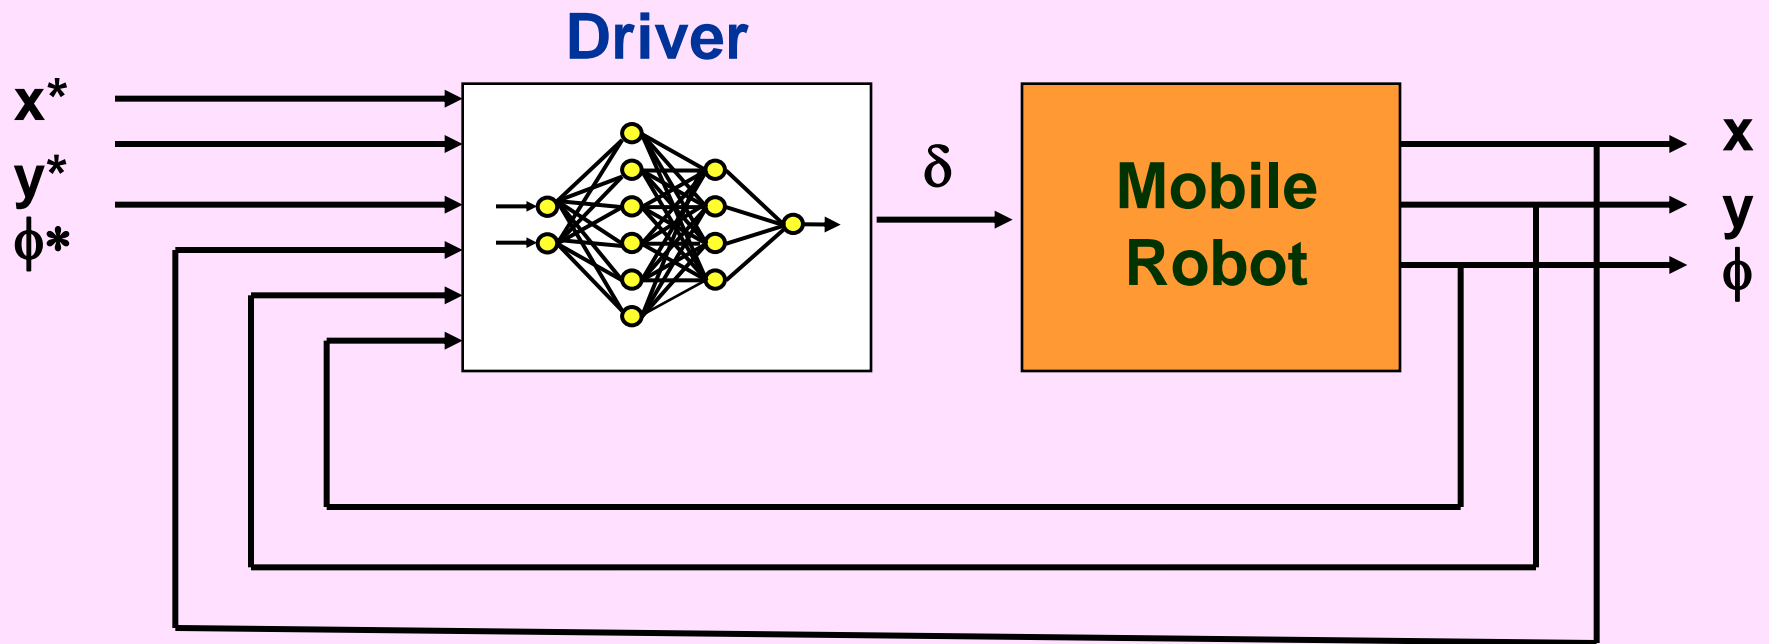 Driver
x*
y*
ϕ*
δ
Mobile
Robot
x
y
ϕ